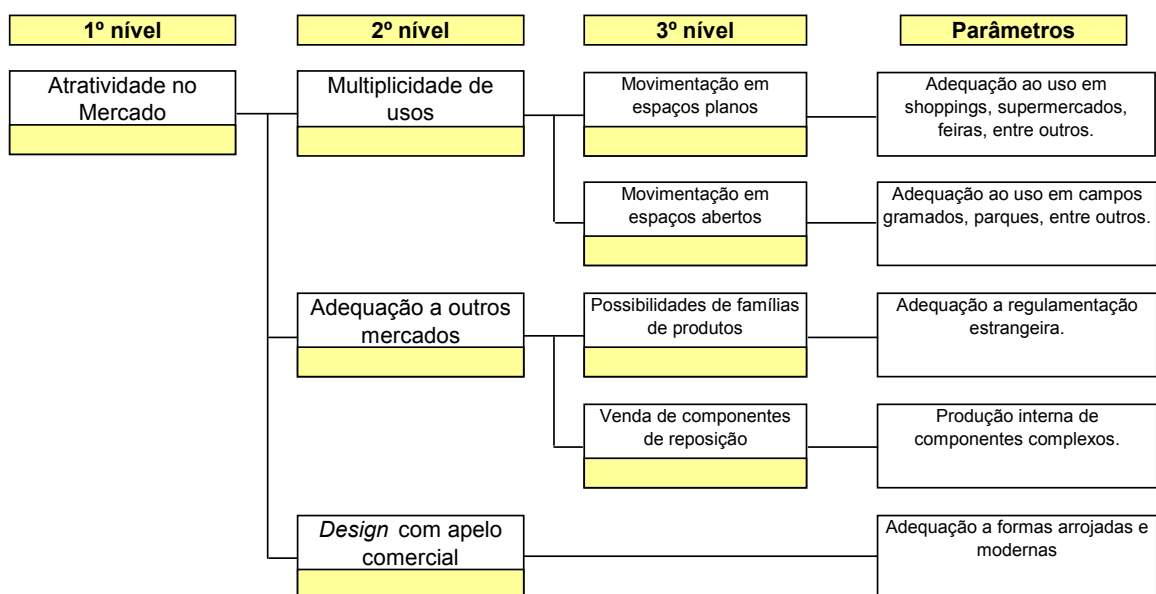 1º nível
2º nível
3º nível
Parâmetros
Atratividade no
Mercado
Multiplicidade de
usos
Movimentação em
espaços planos
Adequação ao uso em
shoppings, supermercados,
feiras, entre outros.
Movimentação em
espaços abertos
Adequação ao uso em campos
gramados, parques, entre outros.
Adequação a outros
mercados
Possibilidades de famílias
de produtos
Adequação a regulamentação
estrangeira.
Venda de componentes
de reposição
Produção interna de
componentes complexos.
Design com apelo
comercial
Adequação a formas arrojadas e
modernas